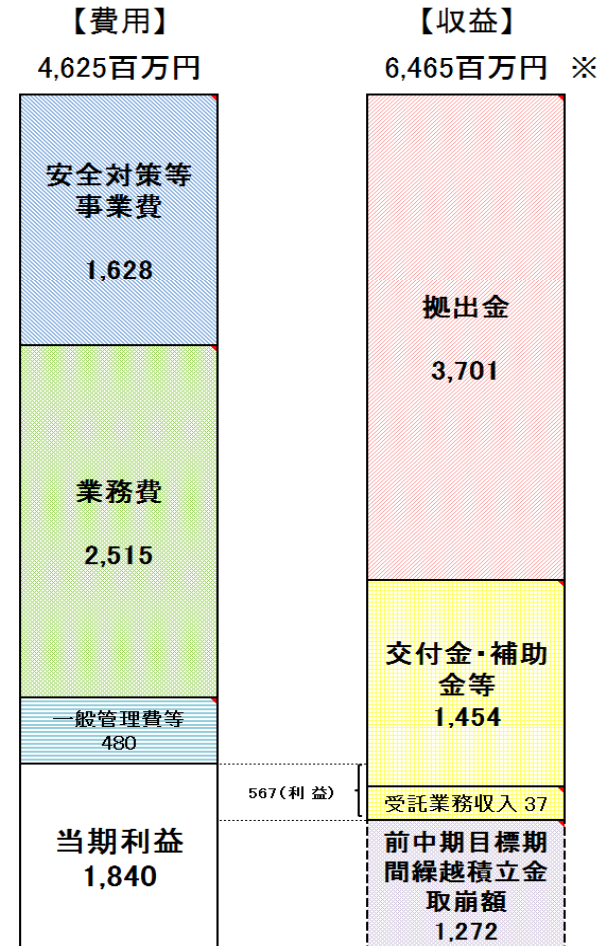 【費用】
4,625百万円
安全対策等
事業費
1,628
業務費
2,515
一般管理費等
480
当期利益
1,840
567(利 益)
【収益】
6,465百万円 ※
拠出金
3,701
交付金・補助
金等
1,454
受託業務収入 37
前中期目標期
間繰越積立金
取崩額
1,272